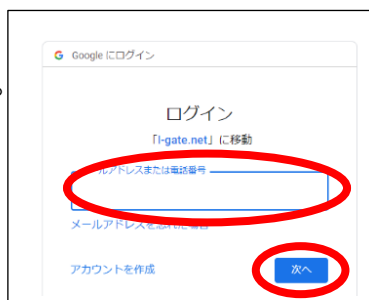 Google にログイン
ログイン
「l-gate.net」に移動
ールアドレスまたは電話番号
メールアドレスを忘れた場合
アカウントを作成
次へ